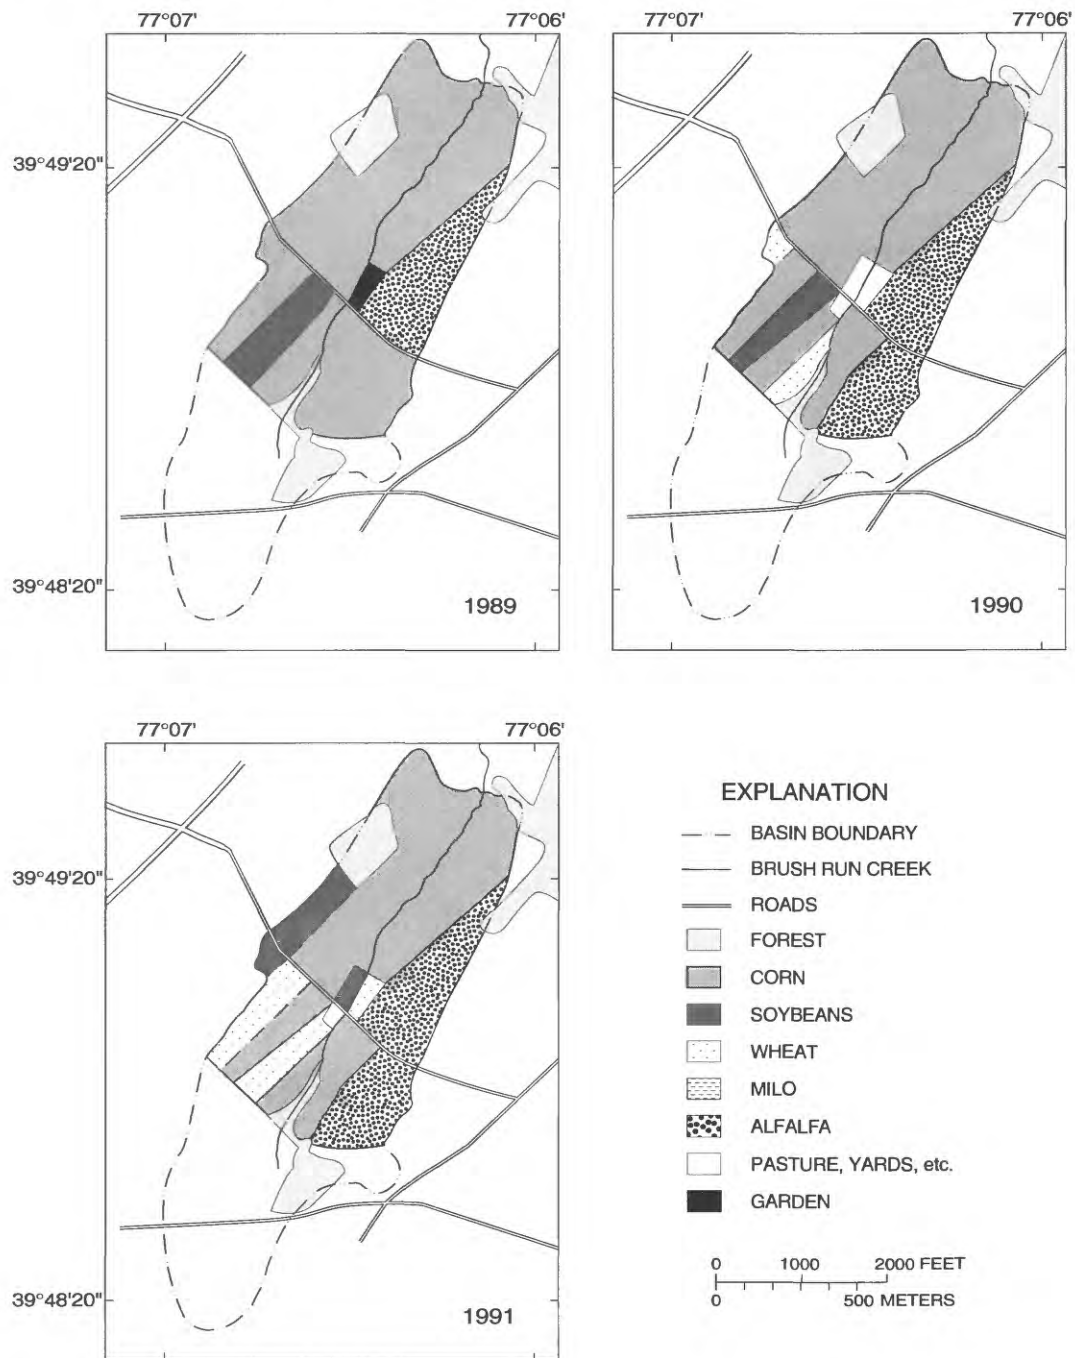 77°07' 77°06' 77°07' 77°06'
39°49'20"
39°48'20"
1989 1990
77°07' 77°06'
39°49'20"
39°48'20"
1991
EXPLANATION
BASIN BOUNDARY
BRUSH RUN CREEK
ROADS
FOREST
CORN
SOYBEANS
WHEAT
MILO
ALFALFA
PASTURE, YARDS, etc.
GARDEN
0 1000 2000 FEET
0 500 METERS